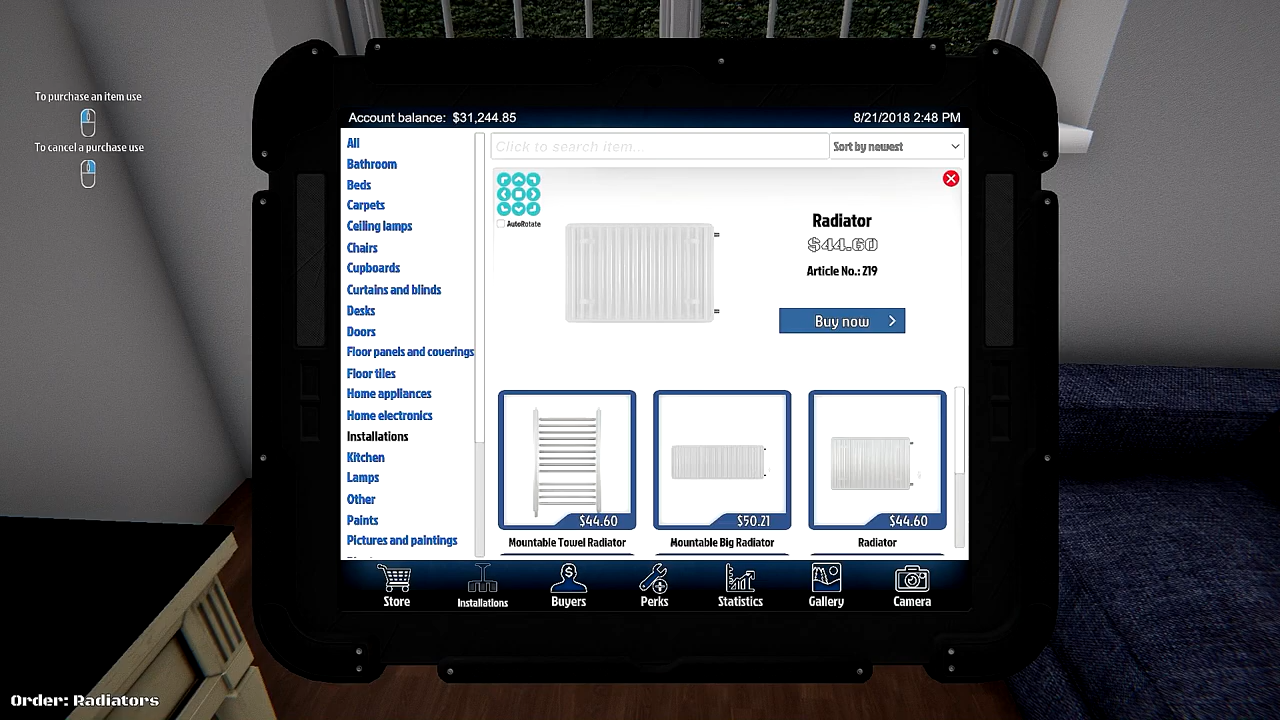 To purchase an item use
To cancel a purchase use
Account balance: $31,244.85
8/21/2018 2:48 PM
All
Bathroom
Beds
Carpets
Ceiling lamps
Chairs
Cupboards
Curtains and blinds
Desks
Doors
Floor panels and coverings
Floor tiles
Home appliances
Home electronics
Installations
Kitchen
Lamps
Other
Paints
Pictures and paintings
Click to search item...
Sort by newest
AutoRotate
Radiator
$44.60
Article No.: Z19
Buy now
$44.60
$50.21
$44.60
Mountable Towel Radiator
Mountable Big Radiator
Radiator
Store
Installations
Buyers
Perks
Statistics
Gallery
Camera
Order: Radiators